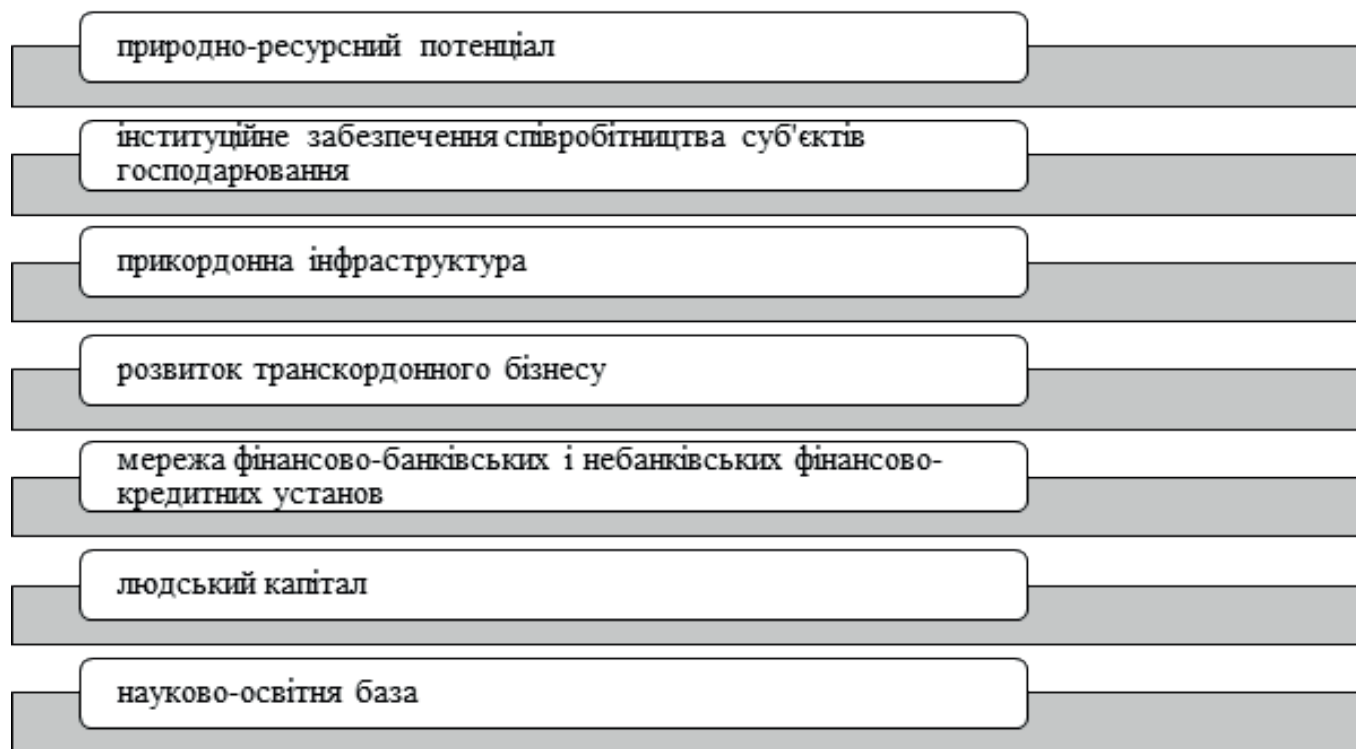 природно-ресурсний потенціал
інституційне забезпечення співробітництва суб'єктів
господарювання
прикордонна інфраструктура
розвиток транскордонного бізнесу
мережа фінансово-банківських і небанківських фінансово-
кредитних установ
людський капітал
науково-освітня база